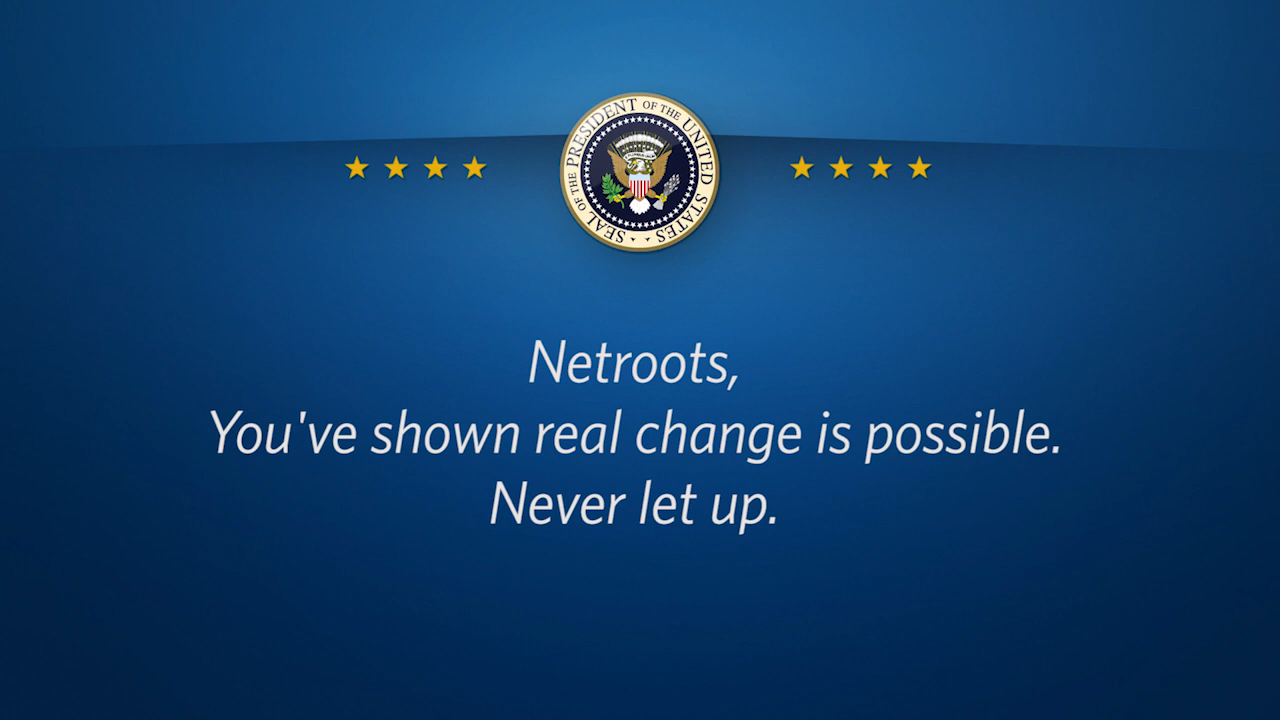 SEAL OF THE PRESIDENT OF THE UNITED STATES
Netroots,
You've shown real change is possible.
Never let up.